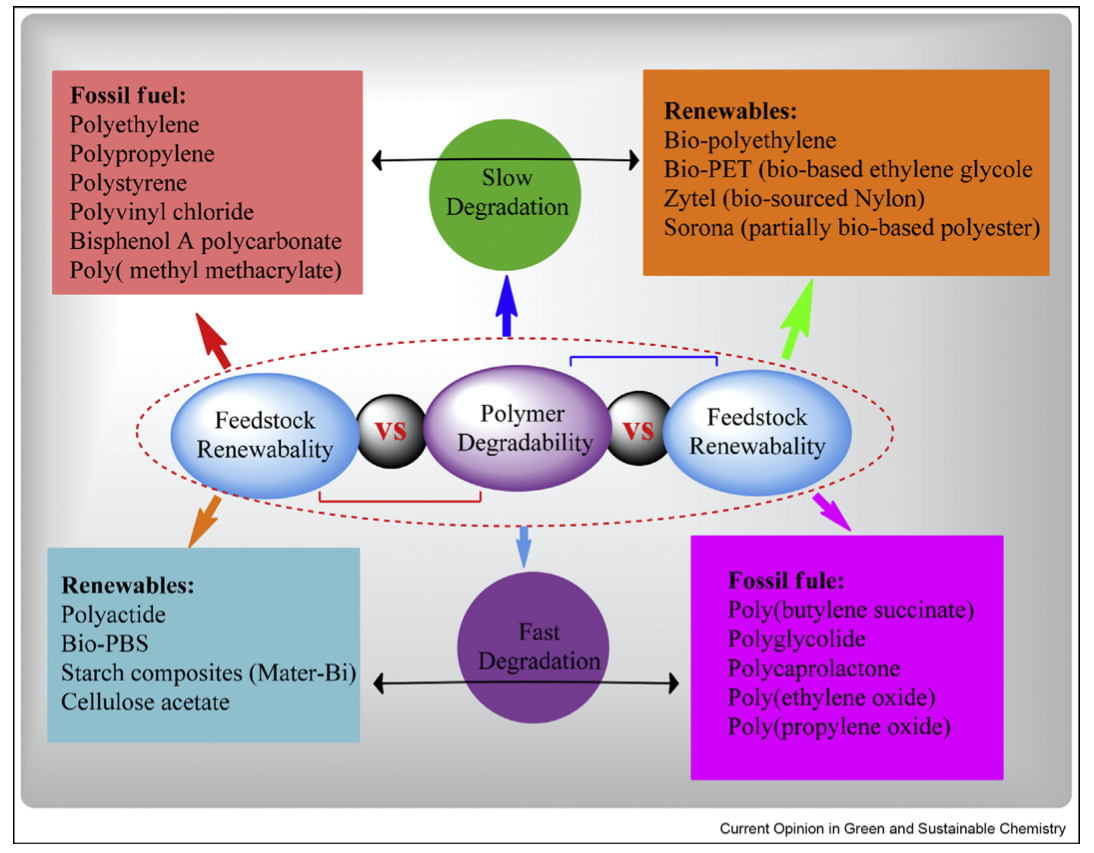 Fossil fuel:
Polyethylene
Polypropylene
Polystyrene
Polyvinyl chloride
Bisphenol A polycarbonate
Poly( methyl methacrylate)
Slow
Degradation
Renewables:
Bio-polyethylene
Bio-PET (bio-based ethylene glycole
Zytel (bio-sourced Nylon)
Sorona (partially bio-based polyester)
Feedstock
Renewabality
vs
Polymer
Degradability
vs
Feedstock
Renewabality
Renewables:
Polyactide
Bio-PBS
Starch composites (Mater-Bi)
Cellulose acetate
Fast
Degradation
Fossil fule:
Poly(butylene succinate)
Polyglycolide
Polycaprolactone
Poly(ethylene oxide)
Poly(propylene oxide)
Current Opinion in Green and Sustainable Chemistry